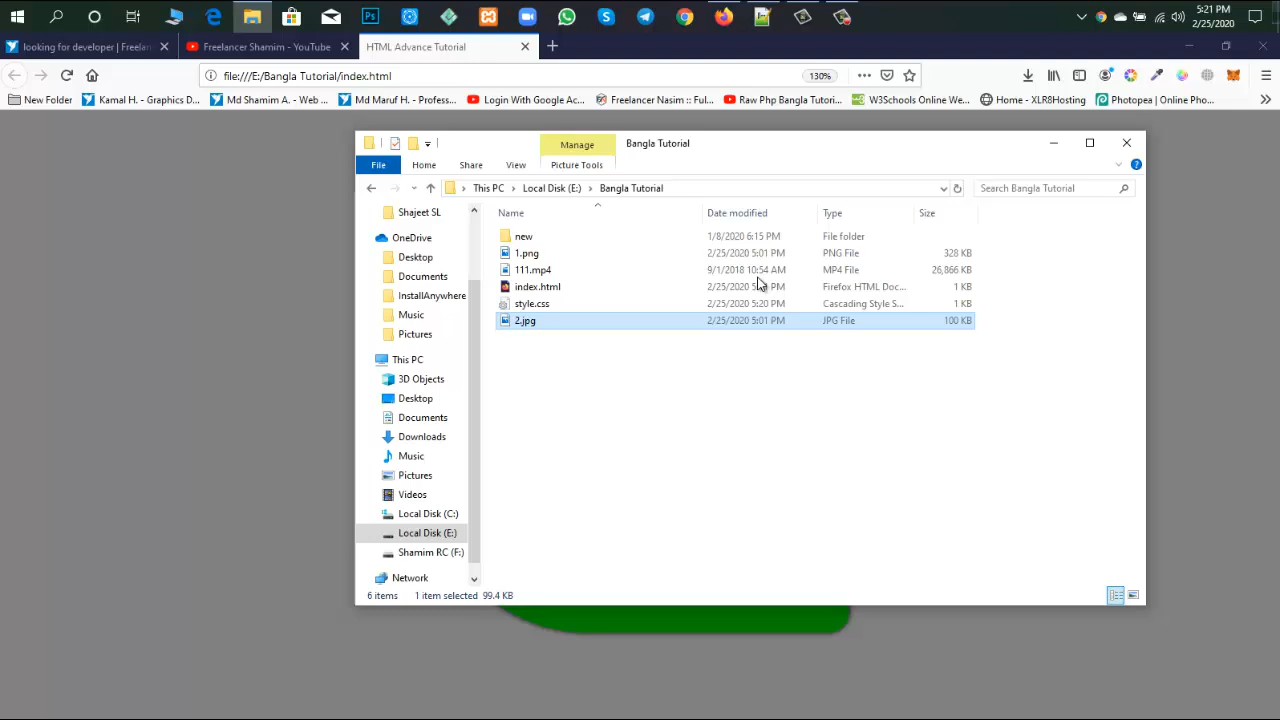 5:21 PM
2/25/2020
looking for developer | Freelan
Freelancer Shamim - YouTube
HTML Advance Tutorial
file:///E:/Bangla Tutorial/index.html
130%
New Folder
Kamal H. - Graphics D...
Md Shamim A. - Web ...
Md Maruf H. - Profess...
Login With Google Ac...
Freelancer Nasim :: Ful...
Raw Php Bangla Tutori...
W3Schools Online We...
Home - XLR8Hosting
Photopea | Online Pho...
Manage
Bangla Tutorial
File
Home
Share
View
Picture Tools
This PC
Local Disk (E:)
Bangla Tutorial
Search Bangla Tutorial
Name
Date modified
Type
Size
new
1/8/2020 6:15 PM
File folder
1.png
2/25/2020 5:01 PM
PNG File
328 KB
111.mp4
9/1/2018 10:54 AM
MP4 File
26,866 KB
index.html
2/25/2020
PM
Firefox HTML Doc...
1 KB
style.css
2/25/2020 5:20 PM
Cascading Style S...
1 KB
2.jpg
2/25/2020 5:01 PM
JPG File
100 KB
Shajeet SL
OneDrive
Desktop
Documents
InstallAnywhere
Music
Pictures
This PC
3D Objects
Desktop
Documents
Downloads
Music
Pictures
Videos
Local Disk (C:)
Local Disk (E:)
Shamim RC (F:)
Network
6 items
1 item selected 99.4 KB